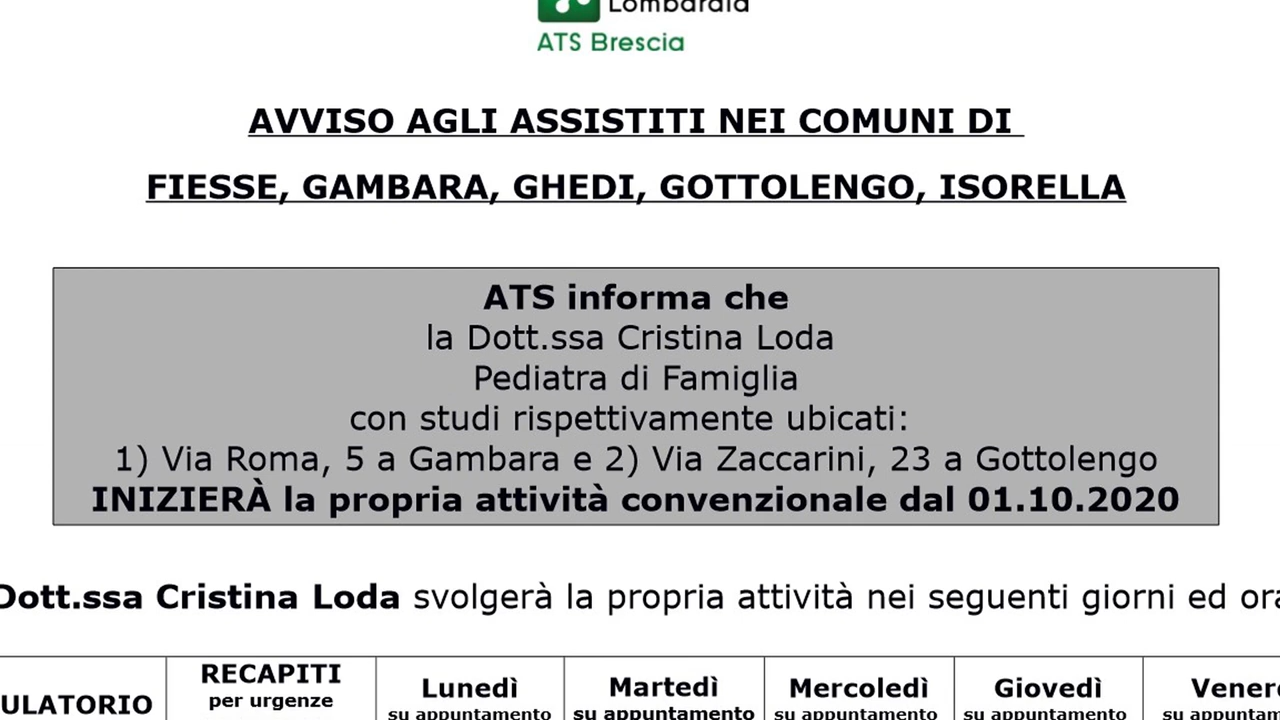 Lombardia
ATS Brescia
AVVISO AGLI ASSISTITI NEI COMUNI DI
FIESSE, GAMBARA, GHEDI, GOTTOLENGO, ISORELLA
ATS informa che
la Dott.ssa Cristina Loda
Pediatra di Famiglia
con studi rispettivamente ubicati:
1) Via Roma, 5 a Gambara e 2) Via Zaccarini, 23 a Gottolengo
INIZIERÀ la propria attività convenzionale dal 01.10.2020
Dott.ssa Cristina Loda svolgerà la propria attività nei seguenti giorni ed ora
ULATORIO RECAPITI Lunedì Martedì Mercoledì Giovedì Vener
per urgenze su appuntamento su appuntamento su appuntamento su appuntamento